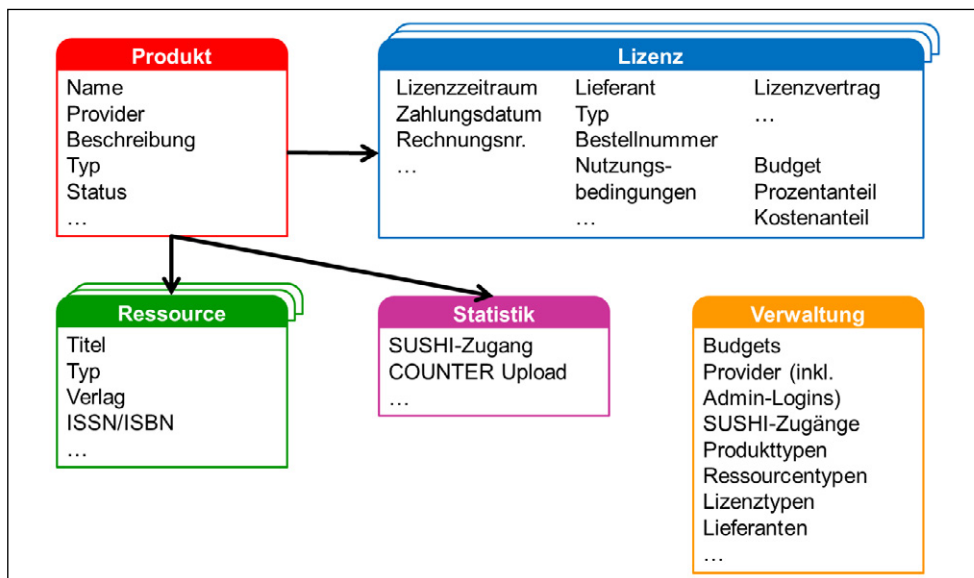 Produkt
Name
Provider
Beschreibung
Typ
Status
…
Lizenz
Lizenzzeitraum
Zahlungsdatum
Rechnungsnr.
…
Lieferant
Typ
Bestellnummer
Nutzungs-
bedingungen
…
Lizenzvertrag
…
Budget
Prozentanteil
Kostenanteil
Ressource
Titel
Typ
Verlag
ISSN/ISBN
…
Statistik
SUSHI-Zugang
COUNTER Upload
…
Verwaltung
Budgets
Provider (inkl.
Admin-Logins)
SUSHI-Zugänge
Produkttypen
Ressourcentypen
Lizenztypen
Lieferanten
…